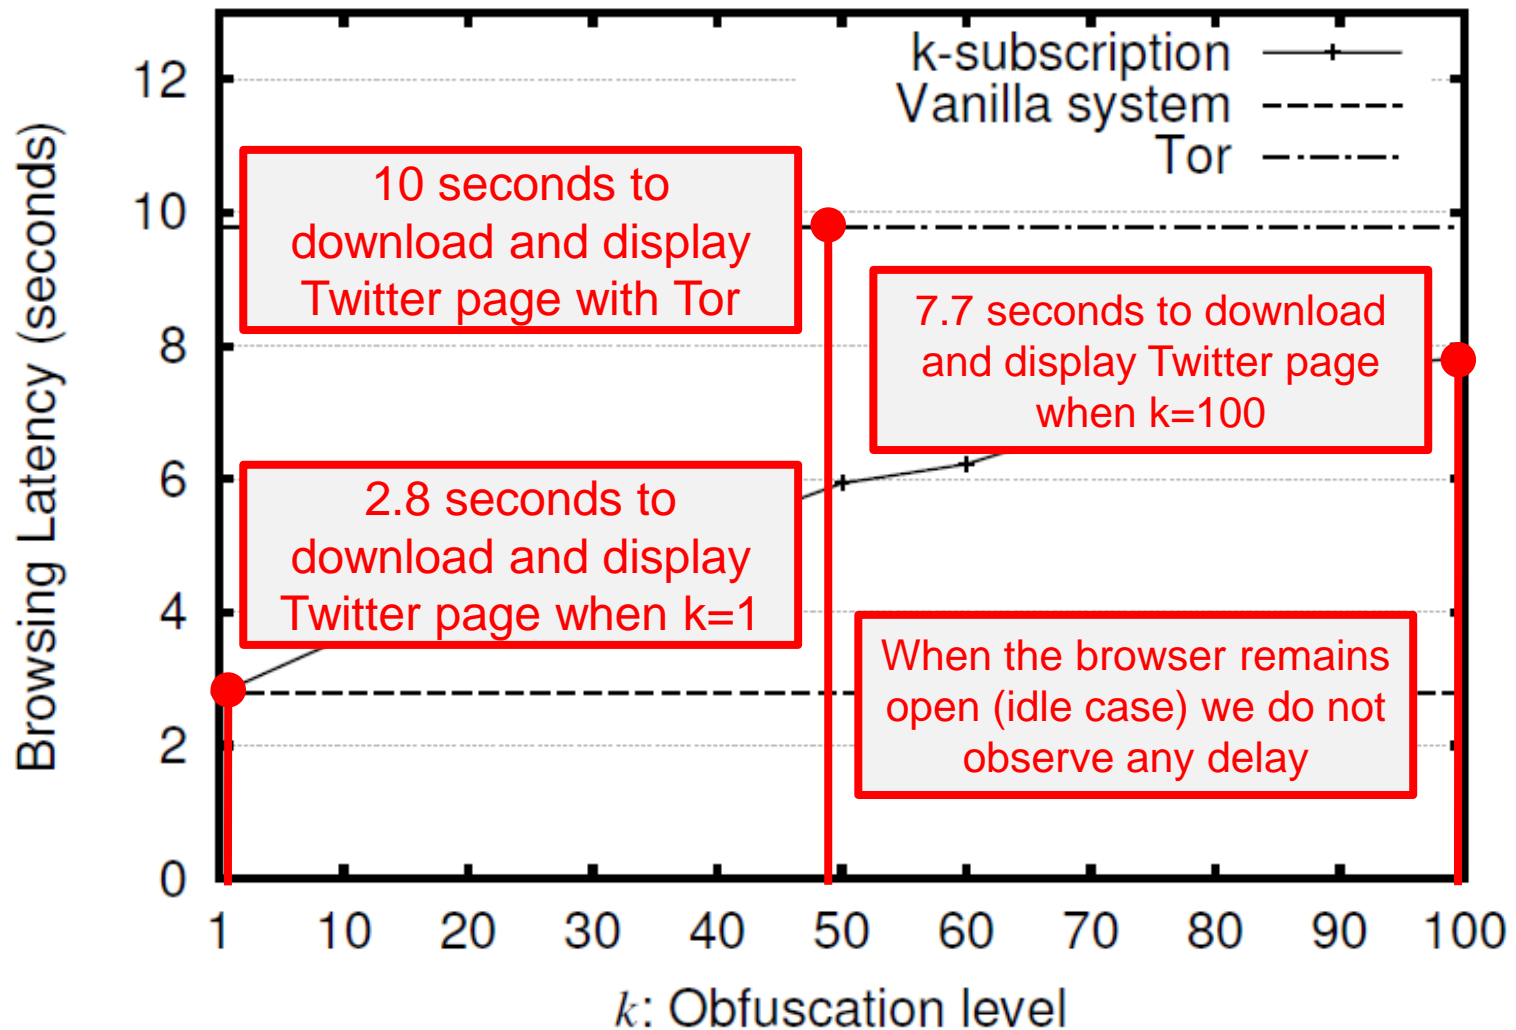 k-subscription
Vanilla system
Tor
12
10
8
6
4
2
0
Browsing Latency (seconds)
10 seconds to
download and display
Twitter page with Tor
7.7 seconds to download
and display Twitter page
when k=100
2.8 seconds to
download and display
Twitter page when k=1
When the browser remains
open (idle case) we do not
observe any delay
1 10 20 30 40 50 60 70 80 90 100
k: Obfuscation level